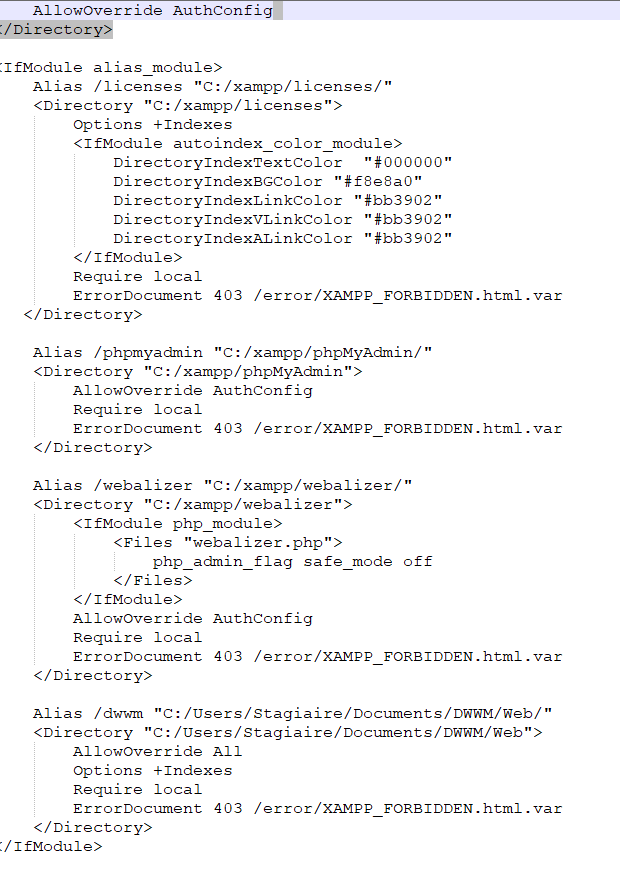 AllowOverride AuthConfig
</Directory>
<IfModule alias_module>
Alias /licenses "C:/xampp/licenses/"
<Directory "C:/xampp/licenses">
Options +Indexes
<IfModule autoindex_color_module>
DirectoryIndexTextColor  "#000000"
DirectoryIndexBGColor "#f8e8a0"
DirectoryIndexLinkColor "#bb3902"
DirectoryIndexVLinkColor "#bb3902"
DirectoryIndexALinkColor "#bb3902"
</IfModule>
Require local
ErrorDocument 403 /error/XAMPP_FORBIDDEN.html.var
</Directory>
Alias /phpmyadmin "C:/xampp/phpMyAdmin/"
<Directory "C:/xampp/phpMyAdmin">
AllowOverride AuthConfig
Require local
ErrorDocument 403 /error/XAMPP_FORBIDDEN.html.var
</Directory>
Alias /webalizer "C:/xampp/webalizer/"
<Directory "C:/xampp/webalizer">
<IfModule php_module>
<Files "webalizer.php">
php_admin_flag safe_mode off
</Files>
</IfModule>
AllowOverride AuthConfig
Require local
ErrorDocument 403 /error/XAMPP_FORBIDDEN.html.var
</Directory>
Alias /dwwm "C:/Users/Stagiaire/Documents/DWWM/Web/"
<Directory "C:/Users/Stagiaire/Documents/DWWM/Web">
AllowOverride All
Options +Indexes
Require local
ErrorDocument 403 /error/XAMPP_FORBIDDEN.html.var
</Directory>
</IfModule>